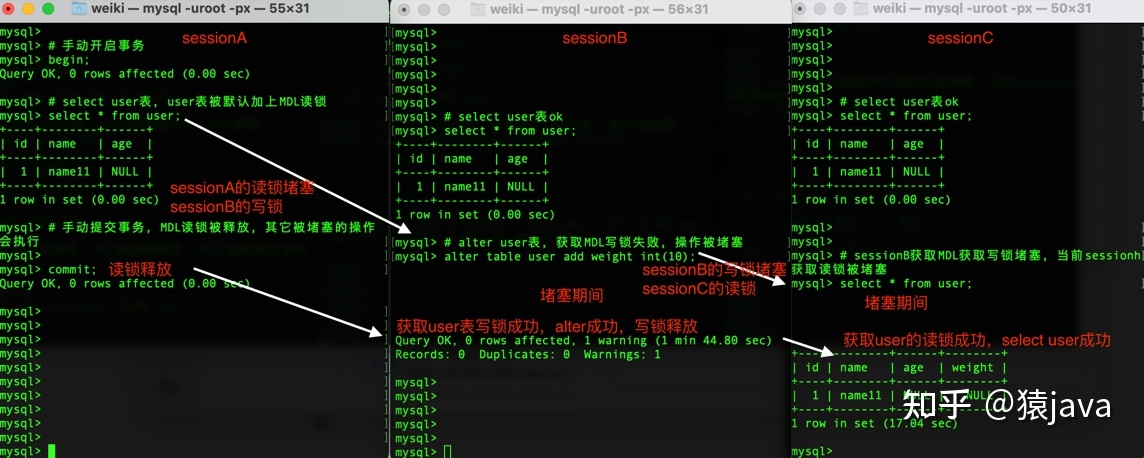 weiki — mysql -uroot -px — 55×31
mysql>
sessionA
mysql> # 手动开启事务
mysql> begin;
Query OK, 0 rows affected (0.00 sec)
mysql> # select user表, user表被默认加上MDL读锁
mysql> select * from user;
+----+--------+------+
| id | name | age |
+----+--------+------+
| 1 | name11 | NULL |
+----+--------+------+
1 row in set (0.00 sec)
sessionA的读锁堵塞
sessionB的写锁
mysql> # 手动提交事务, MDL读锁被释放, 其它被堵塞的操作
会执行
mysql>
mysql> commit;
读锁释放
Query OK, 0 rows affected (0.00 sec)
mysql>
mysql>
mysql>
mysql>
mysql>
mysql>
mysql>
mysql>
mysql>
mysql>
mysql>
weiki — mysql -uroot -px — 56×31
sessionB
mysql>
mysql>
mysql>
mysql>
mysql>
mysql>
mysql> # select user表ok
mysql> select * from user;
+----+--------+------+
| id | name | age |
+----+--------+------+
| 1 | name11 | NULL |
+----+--------+------+
1 row in set (0.00 sec)
mysql> # alter user表, 获取MDL写锁失败, 操作被堵塞
mysql> alter table user add weight int(10);
sessionB的写锁堵塞
sessionC的读锁
堵塞期间
获取user表写锁成功, alter成功, 写锁释放
Query OK, 0 rows affected, 1 warning (1 min 44.80 sec)
Records: 0 Duplicates: 0 Warnings: 1
mysql>
mysql>
mysql>
mysql>
mysql>
mysql>
weiki — mysql -uroot -px — 50×31
sessionC
mysql>
mysql>
mysql>
mysql>
mysql>
mysql> # select user表ok
mysql> select * from user;
+----+--------+------+
| id | name | age |
+----+--------+------+
| 1 | name11 | NULL |
+----+--------+------+
1 row in set (0.00 sec)
mysql>
mysql>
mysql> # sessionB获取MDL获取写锁堵塞, 当前sessionh
获取读锁被堵塞
mysql> select * from user;
堵塞期间
获取user的读锁成功, select user成功
+----+--------+------+--------+
| id | name | age | weight |
+----+--------+------+--------+
| 1 | name11 | NULL | NULL |
+----+--------+------+--------+
1 row in set (17.04 sec)
mysql>
知乎 @猿java